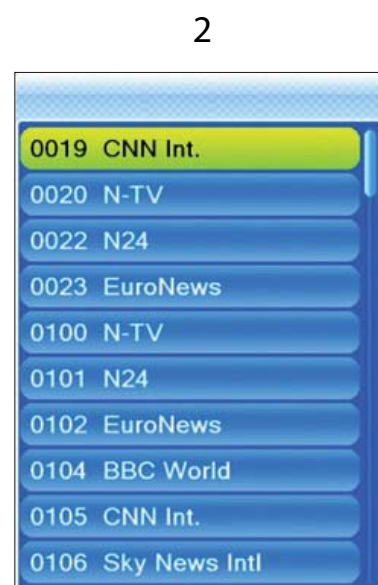 2
0019 CNN Int.
0020 N-TV
0022 N24
0023 EuroNews
0100 N-TV
0101 N24
0102 EuroNews
0104 BBC World
0105 CNN Int.
0106 Sky News Intl